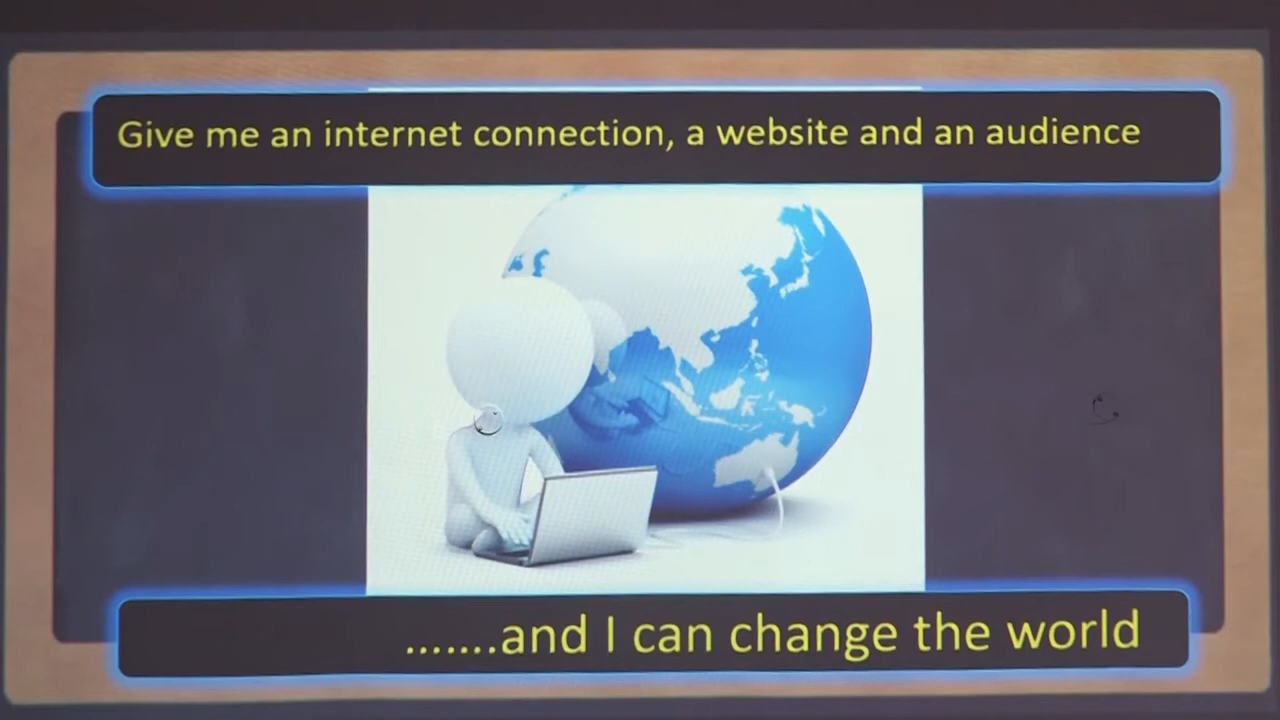 Give me an internet connection, a website and an audience
.......and I can change the world